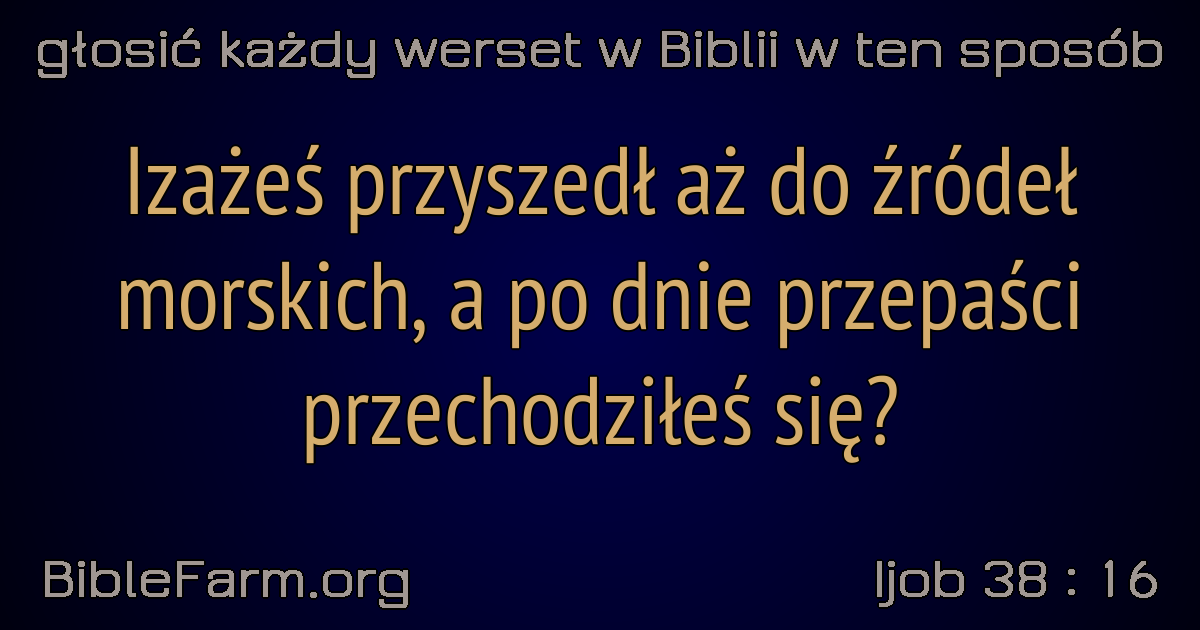 głosić każdy werset w Biblii w ten sposób
Izażeś przyszedł aż do źródeł
morskich, a po dnie przepaści
przechodziłeś się?
BibleFarm.org
Ijob 38 : 16